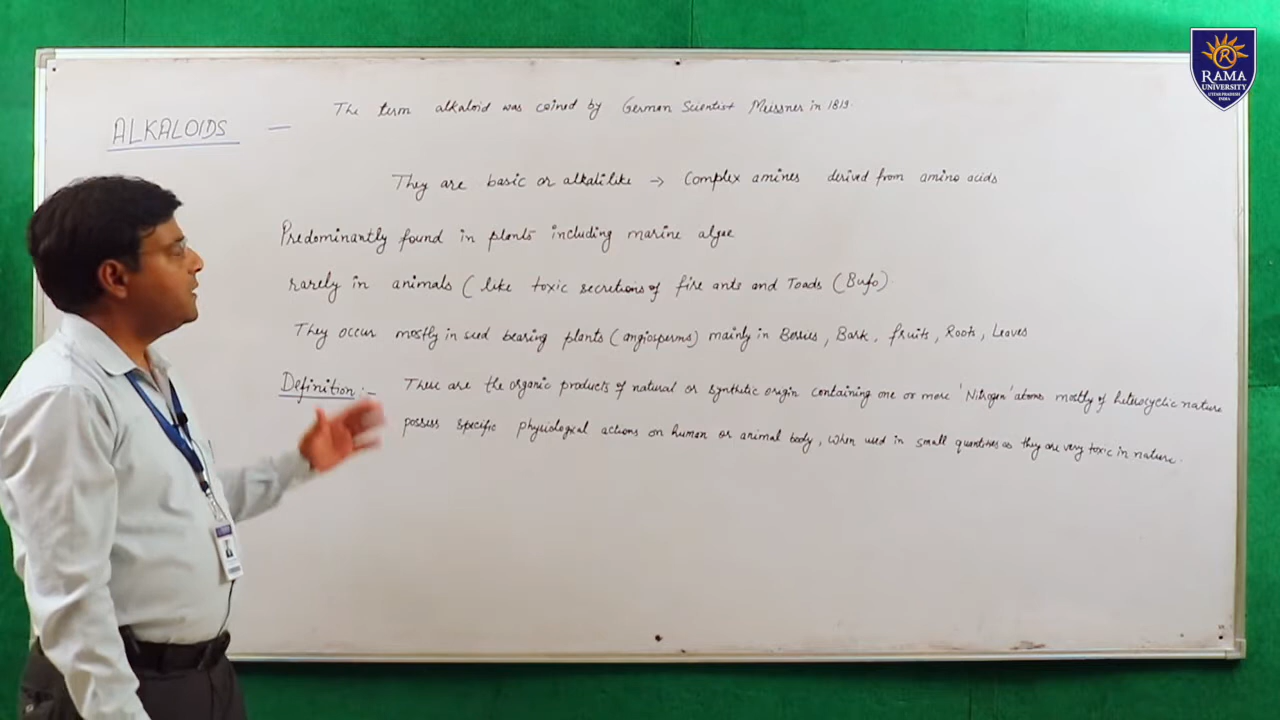 The term alkaloid was coined by German Scientist Meissner in 1819.
ALKALOIDS -
They are basic or alkalilike → Complex amines derived from amino acids
Predominantly found in plants including marine algae
rarely in animals (like toxic secretions of fire ants and Toads (Bufo)
They occur mostly in seed bearing plants (angiosperms) mainly in Berries, Bark, fruits, Roots, Leaves
Definition :- These are the organic products of natural or synthetic origin containing one or more 'Nitrogen' atoms mostly of heterocyclic nature
possess specific physiological actions on human or animal body, when used in small quantities as they are very toxic in nature.
RAMA
UNIVERSITY
UTTAR PRADESH
INDIA